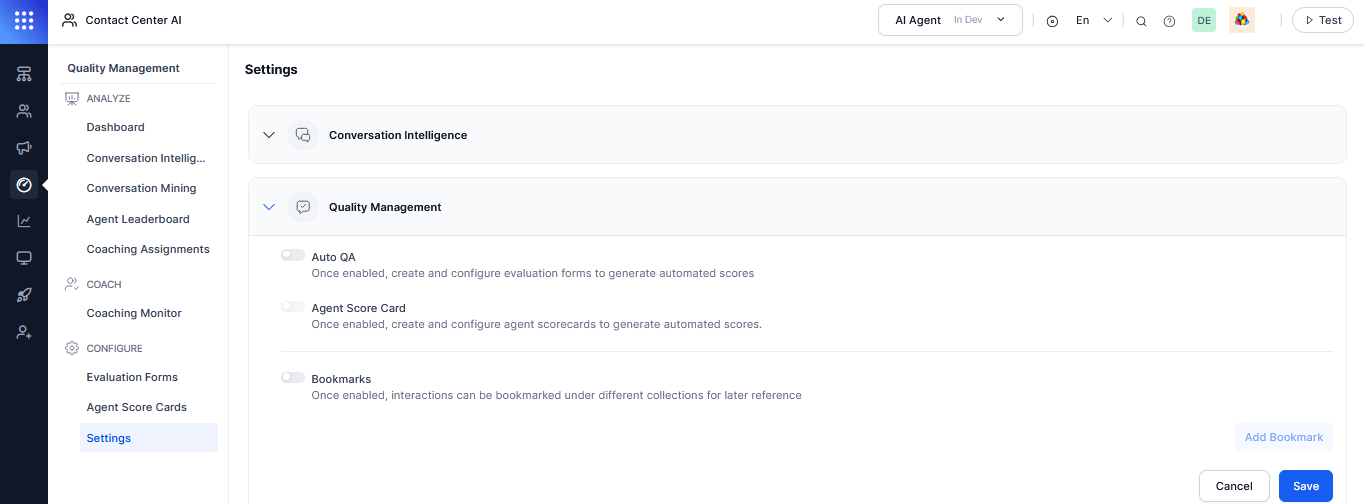 Contact Center AI
AI Agent In Dev
En
DE
Test
Quality Management
ANALYZE
Dashboard
Conversation Intellig...
Conversation Mining
Agent Leaderboard
Coaching Assignments
COACH
Coaching Monitor
CONFIGURE
Evaluation Forms
Agent Score Cards
Settings
Settings
Conversation Intelligence
Quality Management
Auto QA
Once enabled, create and configure evaluation forms to generate automated scores
Agent Score Card
Once enabled, create and configure agent scorecards to generate automated scores.
Bookmarks
Once enabled, interactions can be bookmarked under different collections for later reference
Add Bookmark
Cancel
Save